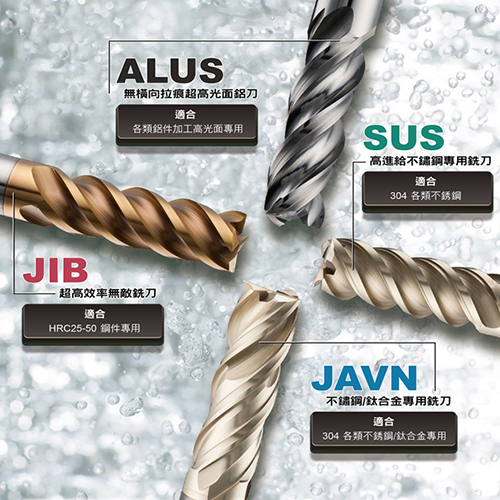 ALUS
無橫向拉痕超高光面鋁刀
適合
各類鋁件加工高光面專用
SUS
高進給不鏽鋼專用銑刀
適合
304 各類不銹鋼
JIB
超高效率無敵銑刀
適合
HRC25-50 鋼件專用
JAVN
不鏽鋼/鈦合金專用銑刀
適合
304 各類不銹鋼/鈦合金專用